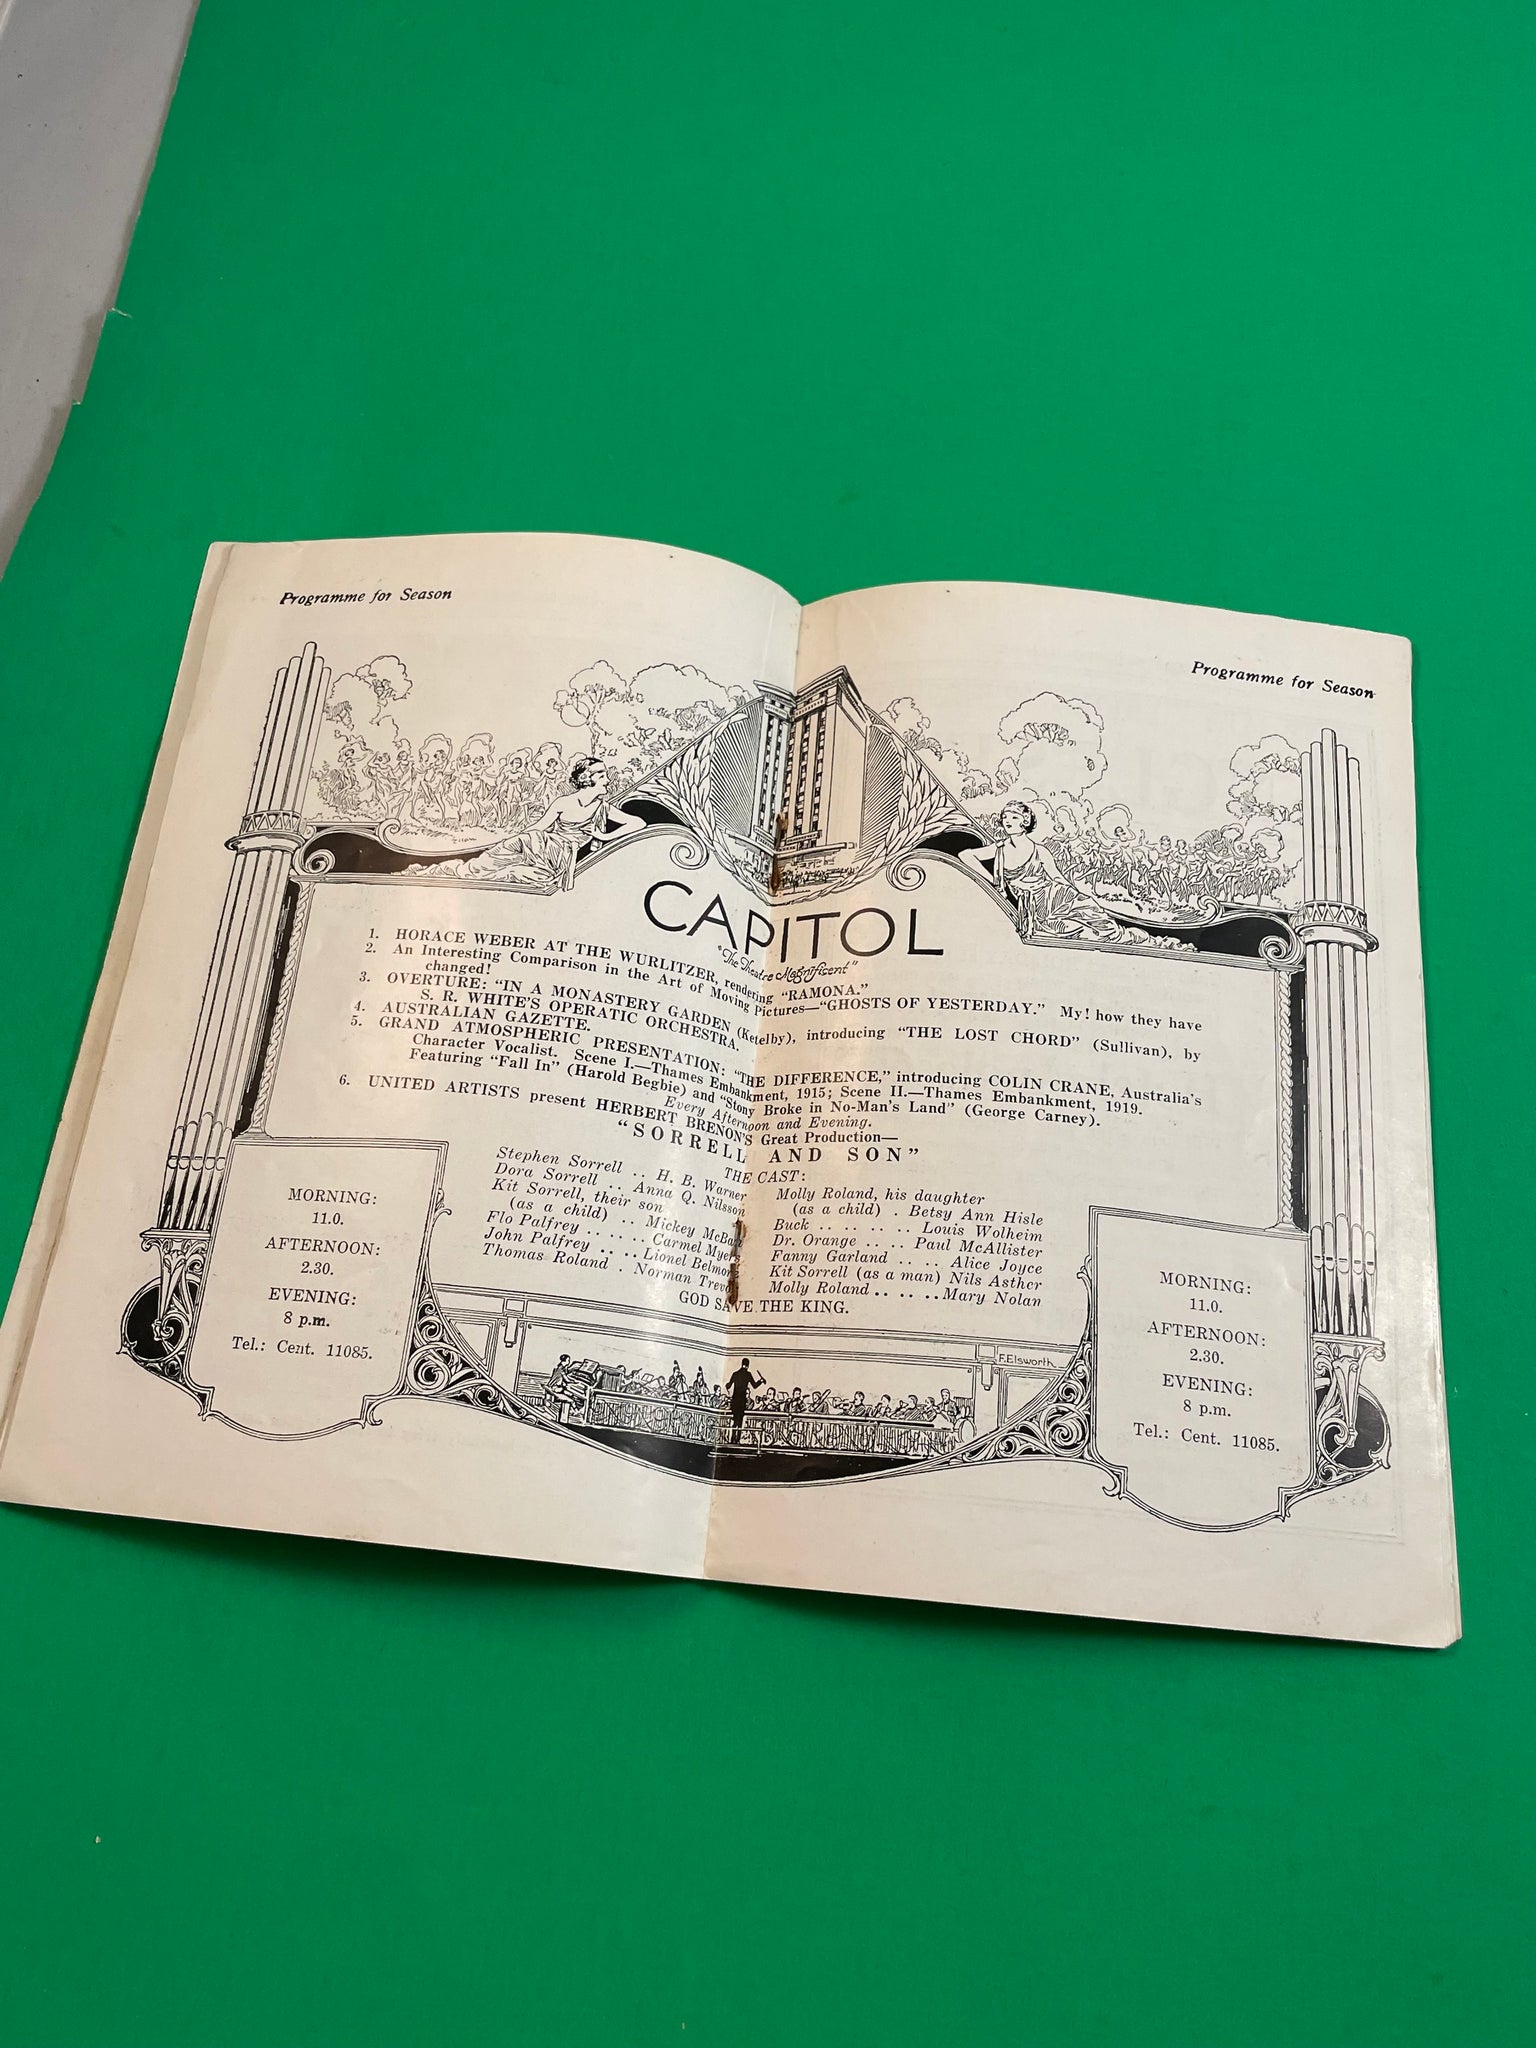 Programme for Season
Programme for Season
CAPITOL
"The Theatre Magnificent"
1. HORACE WEBER AT THE WURLITZER, rendering "RAMONA."
2. An Interesting Comparison in the Art of Moving Pictures—"GHOSTS OF YESTERDAY." My! how they have
changed!
3. OVERTURE: "IN A MONASTERY GARDEN (Ketelby), introducing "THE LOST CHORD" (Sullivan), by
S. R. WHITE'S OPERATIC ORCHESTRA.
4. AUSTRALIAN GAZETTE.
5. GRAND ATMOSPHERIC PRESENTATION: "THE DIFFERENCE," introducing COLIN CRANE, Australia's
Character Vocalist. Scene I.—Thames Embankment, 1915; Scene II.—Thames Embankment, 1919.
Featuring "Fall In" (Harold Begbie) and "Stony Broke in No-Man's Land" (George Carney).
Every Afternoon and Evening.
6. UNITED ARTISTS present HERBERT BRENON'S Great Production—
"SORRELL AND SON"
THE CAST:
Stephen Sorrell .. H. B. Warner
Dora Sorrell .. Anna Q. Nilsson
Kit Sorrell, their son
(as a child) .. Mickey McBan
Flo Palfrey .. .. .. Carmel Myers
John Palfrey .. .. Lionel Belmore
Thomas Roland . Norman Trevor
Molly Roland, his daughter
(as a child) . Betsy Ann Hisle
Buck .. .. .. .. Louis Wolheim
Dr. Orange .. .. Paul McAllister
Fanny Garland .. .. Alice Joyce
Kit Sorrell (as a man) Nils Asther
Molly Roland .. .. .. Mary Nolan
GOD SAVE THE KING.
MORNING:
11.0.
AFTERNOON:
2.30.
EVENING:
8 p.m.
Tel.: Cent. 11085.
F.Elsworth
MORNING:
11.0.
AFTERNOON:
2.30.
EVENING:
8 p.m.
Tel.: Cent. 11085.